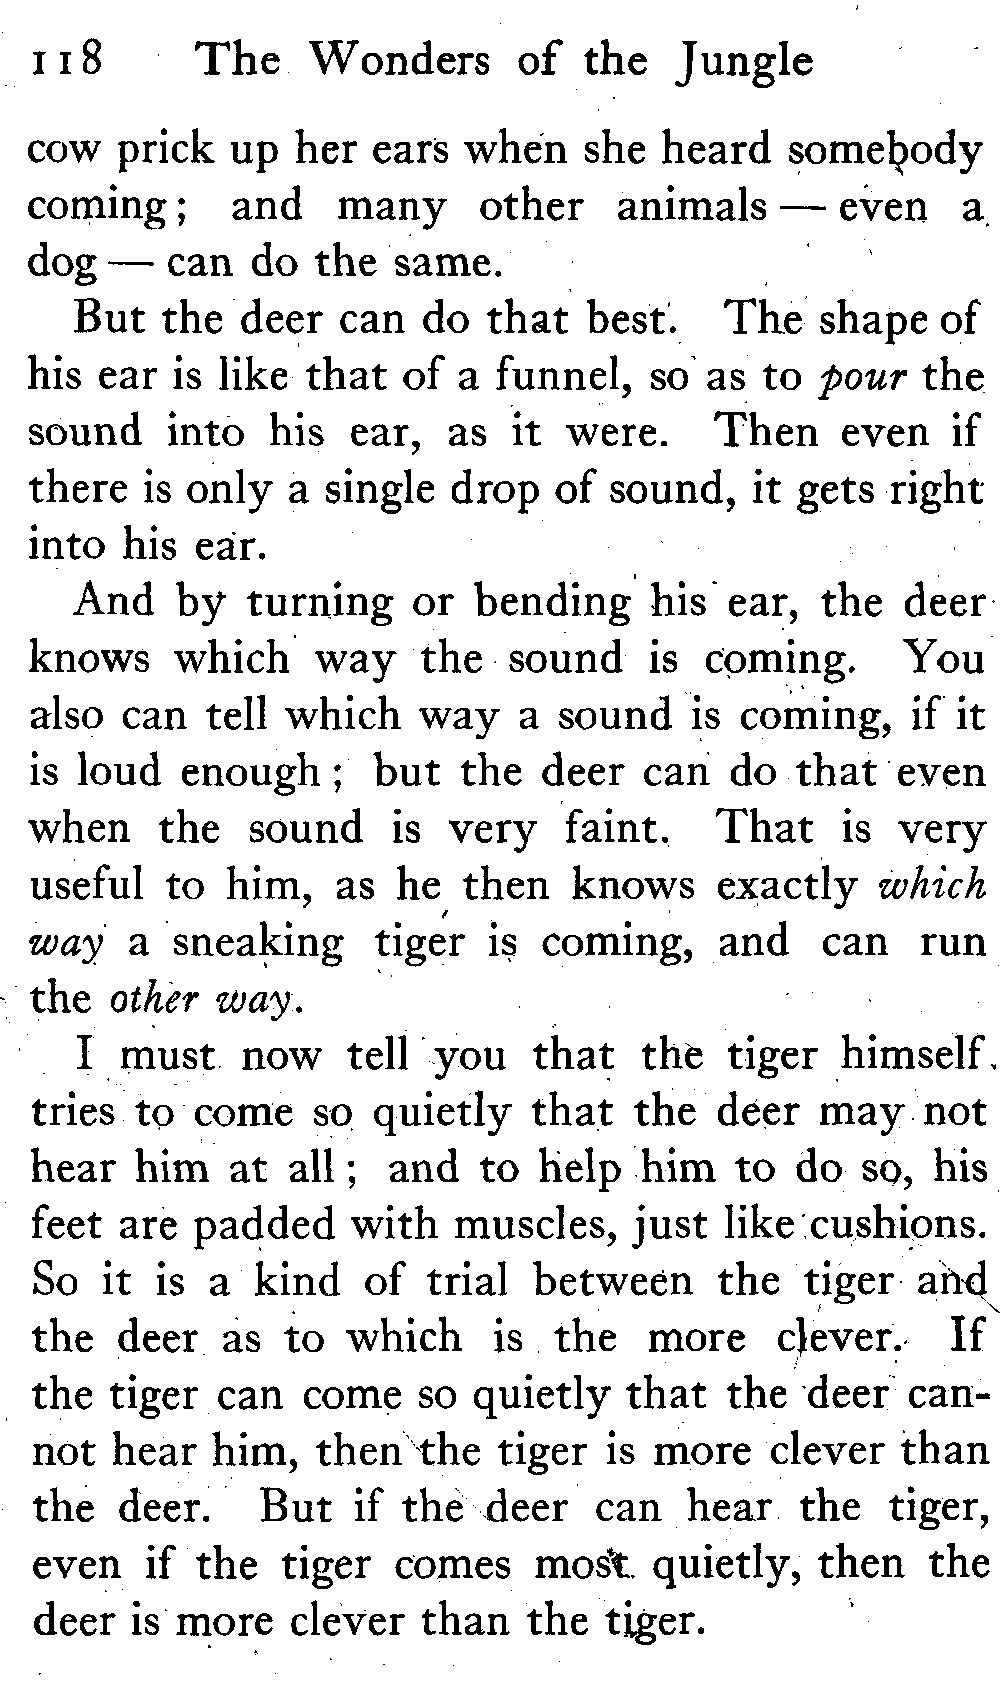 118 The Wonders of the Jungle
cow prick up her ears when she heard somebody
coming; and many other animals — even a
dog — can do the same.
But the deer can do that best. The shape of
his ear is like that of a funnel, so as to pour the
sound into his ear, as it were. Then even if
there is only a single drop of sound, it gets right
into his ear.
And by turning or bending his ear, the deer
knows which way the sound is coming. You
also can tell which way a sound is coming, if it
is loud enough; but the deer can do that even
when the sound is very faint. That is very
useful to him, as he then knows exactly which
way a sneaking tiger is coming, and can run
the other way.
I must now tell you that the tiger himself
tries to come so quietly that the deer may not
hear him at all; and to help him to do so, his
feet are padded with muscles, just like cushions.
So it is a kind of trial between the tiger and
the deer as to which is the more clever. If
the tiger can come so quietly that the deer can-
not hear him, then the tiger is more clever than
the deer. But if the deer can hear the tiger,
even if the tiger comes most quietly, then the
deer is more clever than the tiger.